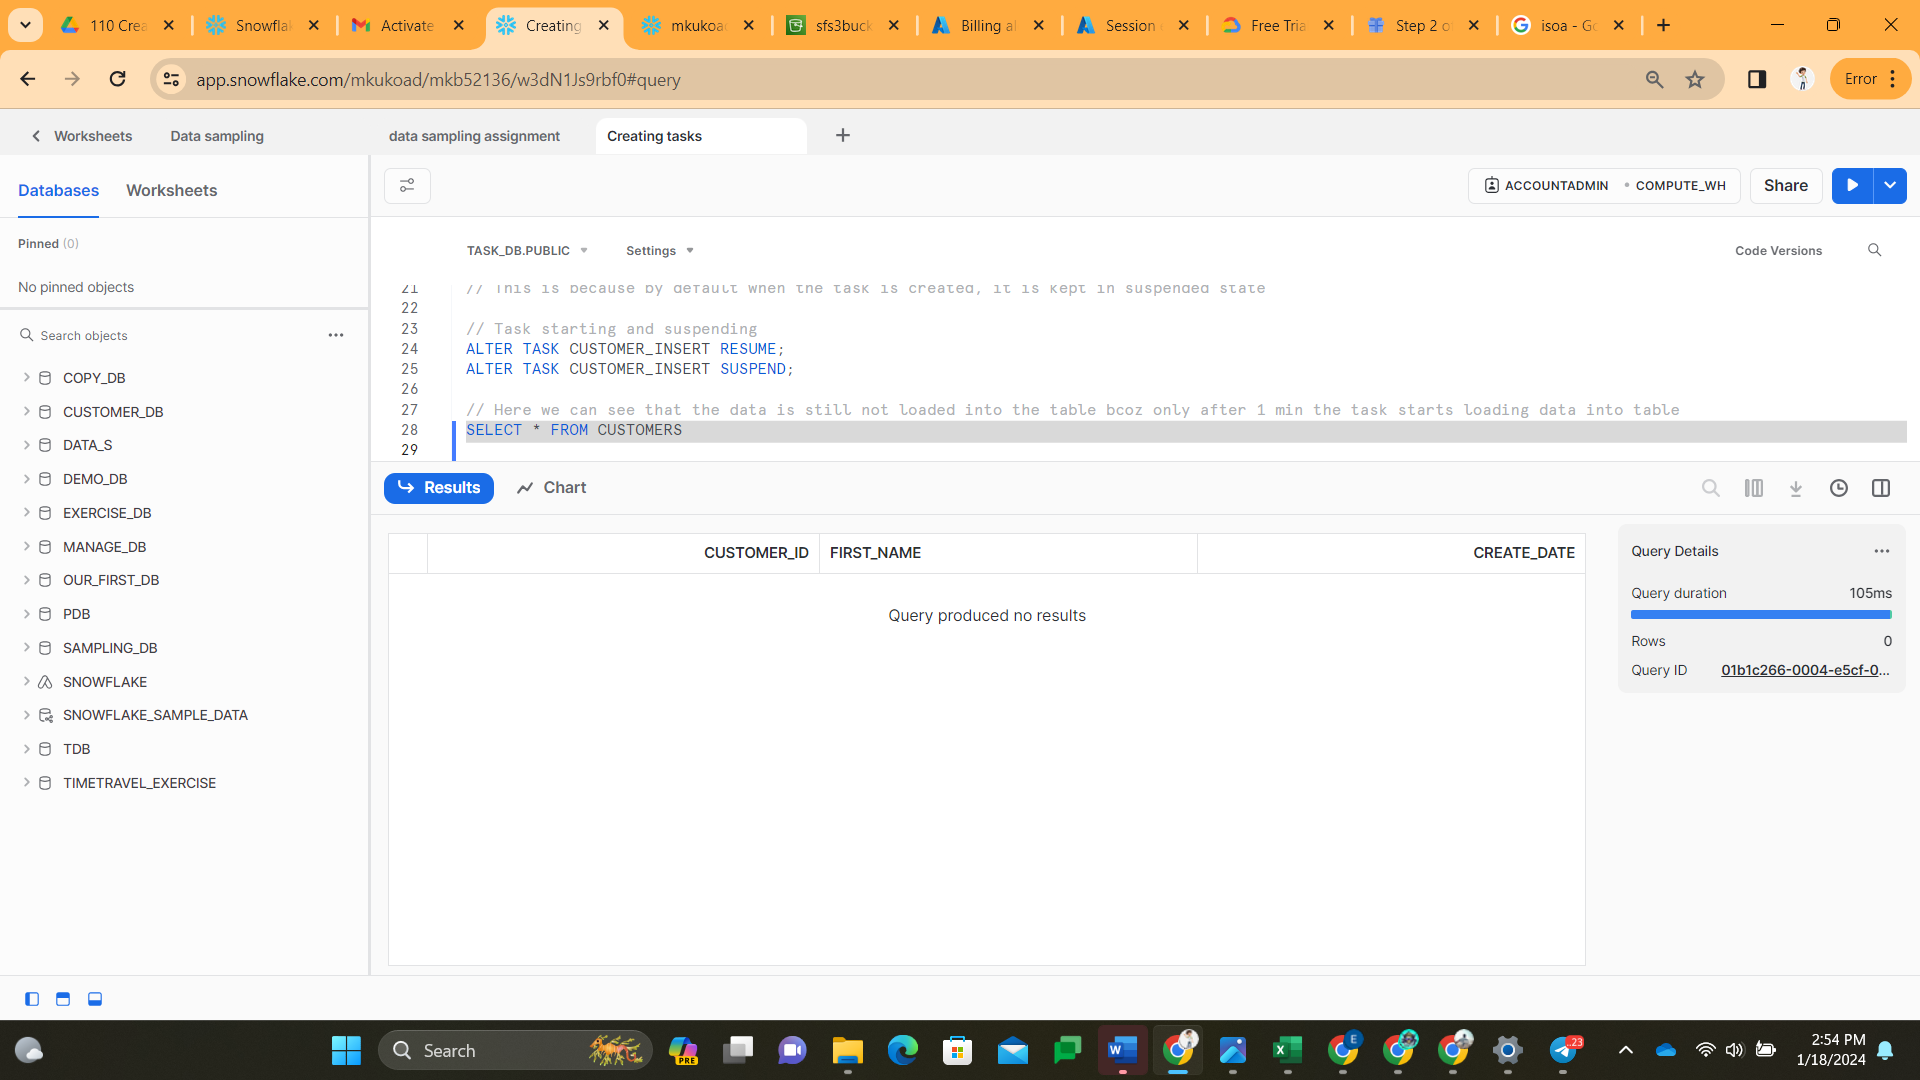 110 Crea
Snowflak
Activate
Creating
mkukoad
sfs3buck
Billing al
Session
Free Tria
Step 2 o
isoa - Go
app.snowflake.com/mkukoad/mkb52136/w3dN1Js9rbf0#query
Error
Worksheets
Data sampling
data sampling assignment
Creating tasks
Databases
Worksheets
ACCOUNTADMIN
COMPUTE_WH
Share
Pinned (0)
No pinned objects
TASK_DB.PUBLIC
Settings
Code Versions
21 // This is because by default when the task is created, it is kept in suspended state
22
23 // Task starting and suspending
24 ALTER TASK CUSTOMER_INSERT RESUME;
25 ALTER TASK CUSTOMER_INSERT SUSPEND;
26
27 // Here we can see that the data is still not loaded into the table bcoz only after 1 min the task starts loading data into table
28 SELECT * FROM CUSTOMERS
29
Search objects
COPY_DB
CUSTOMER_DB
DATA_S
DEMO_DB
EXERCISE_DB
MANAGE_DB
OUR_FIRST_DB
PDB
SAMPLING_DB
SNOWFLAKE
SNOWFLAKE_SAMPLE_DATA
TDB
TIMETRAVEL_EXERCISE
Results
Chart
CUSTOMER_ID
FIRST_NAME
CREATE_DATE
Query produced no results
Query Details
Query duration 105ms
Rows 0
Query ID 01b1c266-0004-e5cf-0...
Search
PRE
W
X
E
23
2:54 PM
1/18/2024